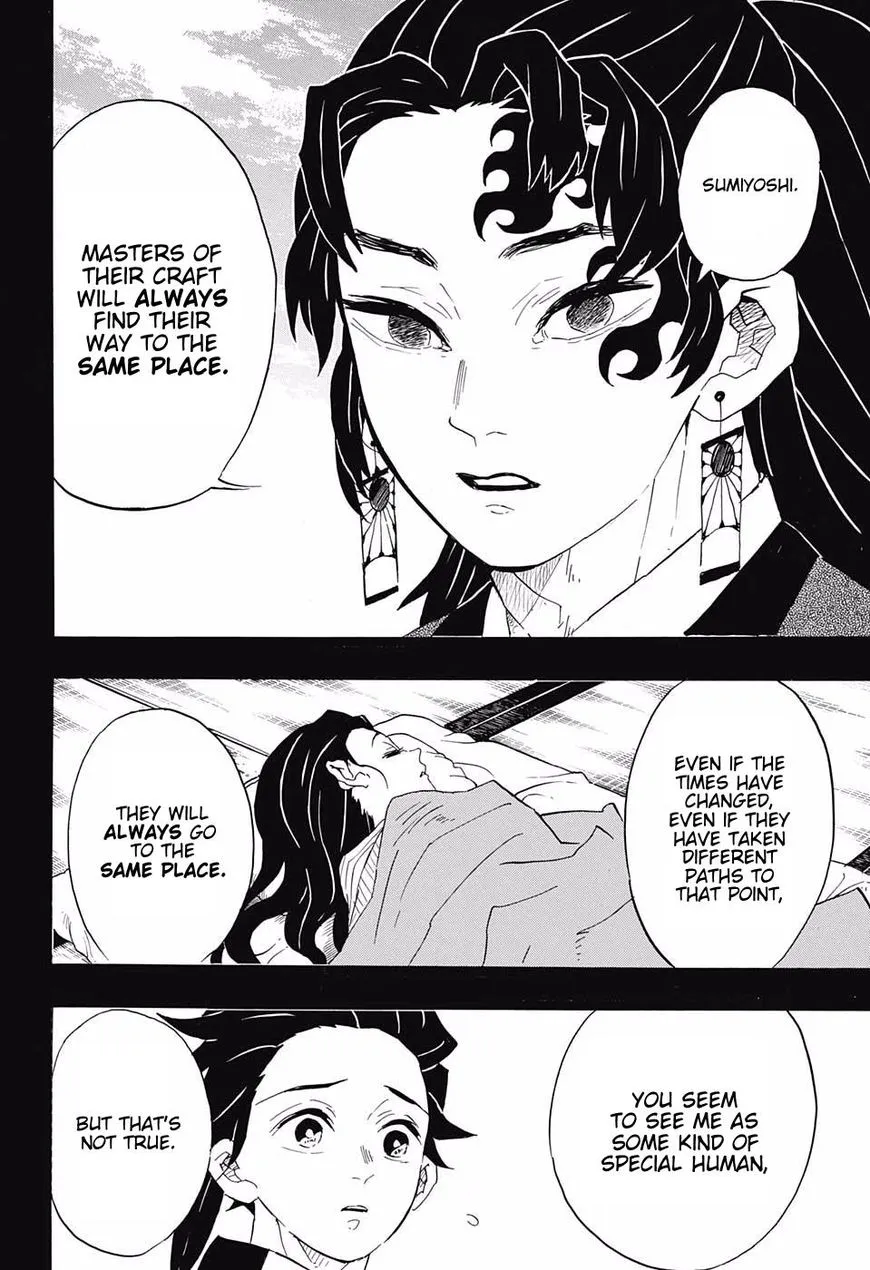 SUMIYOSHI.
MASTERS OF
THEIR CRAFT
WILL ALWAYS
FIND THEIR
WAY TO THE
SAME PLACE.
EVEN IF THE
TIMES HAVE
CHANGED,
EVEN IF THEY
HAVE TAKEN
DIFFERENT
PATHS TO
THAT POINT,
THEY WILL
ALWAYS GO
TO THE
SAME PLACE.
YOU SEEM
TO SEE ME AS
SOME KIND OF
SPECIAL HUMAN,
BUT THAT'S
NOT TRUE.